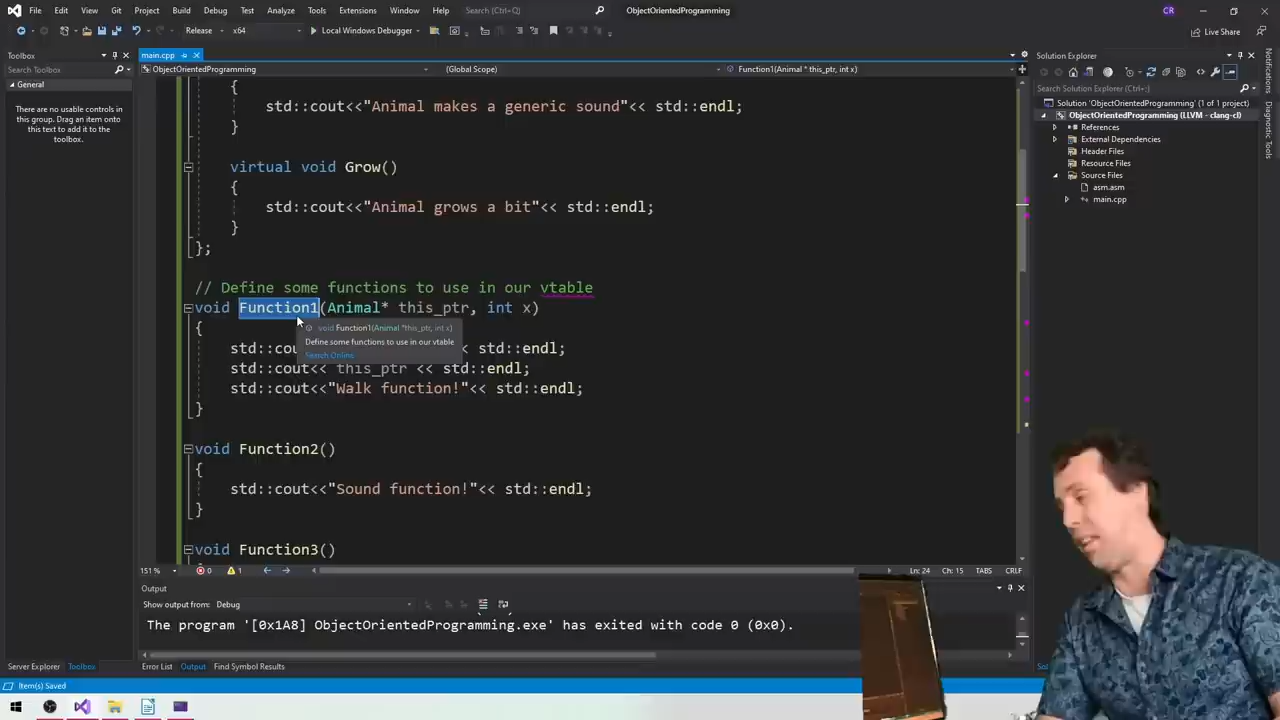 File Edit View Git Project Build Debug Test Analyze Tools Extensions Window Help Search (Ctrl+Q) ObjectOrientedProgramming CR
Release x64 Local Windows Debugger Live Share
Toolbox
Search Toolbox
General
There are no usable controls in this group. Drag an item onto this text to add it to the toolbox.
main.cpp
ObjectOrientedProgramming (Global Scope) Function1(Animal * this_ptr, int x)
{
std::cout<<"Animal makes a generic sound"<< std::endl;
}
virtual void Grow()
{
std::cout<<"Animal grows a bit"<< std::endl;
}
};
// Define some functions to use in our vtable
void Function1(Animal* this_ptr, int x)
{
void Function1(Animal *this_ptr, int x)
Define some functions to use in our vtable
Search Online
std::cou < std::endl;
std::cout<< this_ptr << std::endl;
std::cout<<"Walk function!"<< std::endl;
}
void Function2()
{
std::cout<<"Sound function!"<< std::endl;
}
void Function3()
151 % 0 1 Ln: 24 Ch: 15 TABS CRLF
Output
Show output from: Debug
The program '[0x1A8] ObjectOrientedProgramming.exe' has exited with code 0 (0x0).
Server Explorer Toolbox Error List Output Find Symbol Results
Item(s) Saved
Solution Explorer
Search Solution Explorer (Ctrl+;)
Solution 'ObjectOrientedProgramming' (1 of 1 project)
ObjectOrientedProgramming (LLVM - clang-cl)
References
External Dependencies
Header Files
Resource Files
Source Files
asm.asm
main.cpp
Notifications
Diagnostic Tools